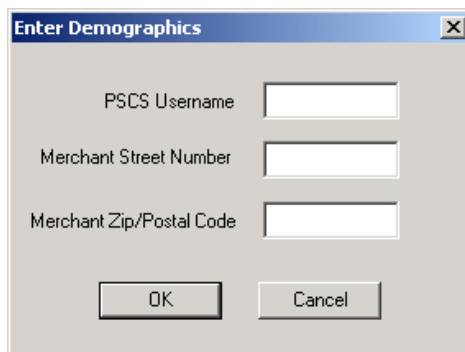 Enter Demographics
PSCS Username
Merchant Street Number
Merchant Zip/Postal Code
OK Cancel